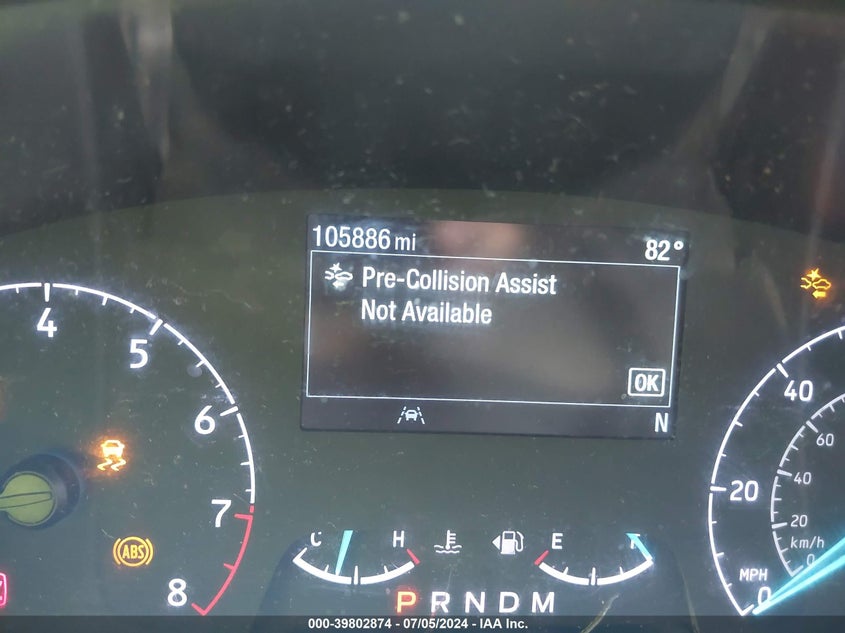 105886 mi 82°
Pre-Collision Assist
Not Available
OK
N
4
5
6
7
8
ABS
C H
E
P R N D M
40
20
0
MPH
60
40
20
km/h
0
000-39802874 - 07/05/2024 - IAA Inc.